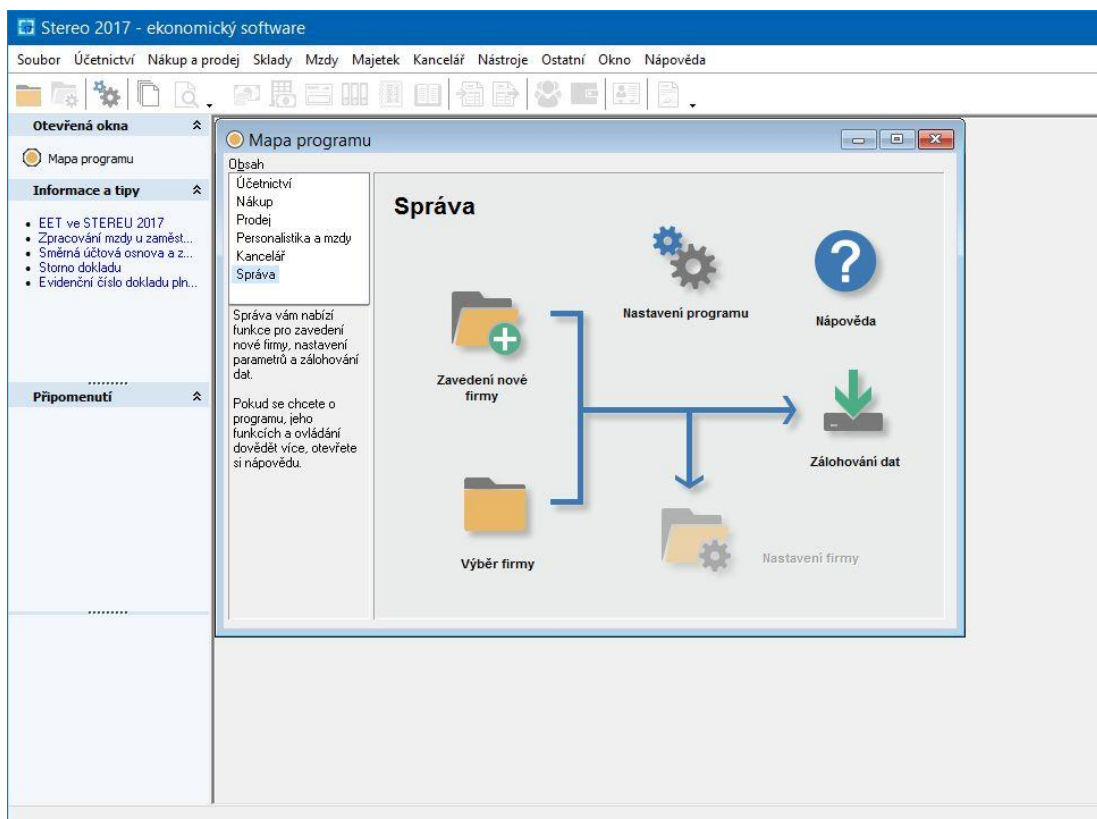 Stereo 2017 - ekonomický software
Soubor Účetnictví Nákup a prodej Sklady Mzdy Majetek Kancelář Nástroje Ostatní Okno Nápověda
Otevřená okna
Mapa programu
Informace a tipy
EET ve STEREU 2017
Zpracování mzdy u zaměst...
Směrná účtová osnova a z...
Storno dokladu
Evidenční číslo dokladu pln...
Připomenutí
Mapa programu
Obsah
Účetnictví
Nákup
Prodej
Personalistika a mzdy
Kancelář
Správa
Správa vám nabízí
funkce pro zavedení
nové firmy, nastavení
parametrů a zálohování
dat.
Pokud se chcete o
programu, jeho
funkcích a ovládání
dovědět více, otevřete
si nápovědu.
Správa
Nastavení programu
Nápověda
Zavedení nové
firmy
Zálohování dat
Výběr firmy
Nastavení firmy